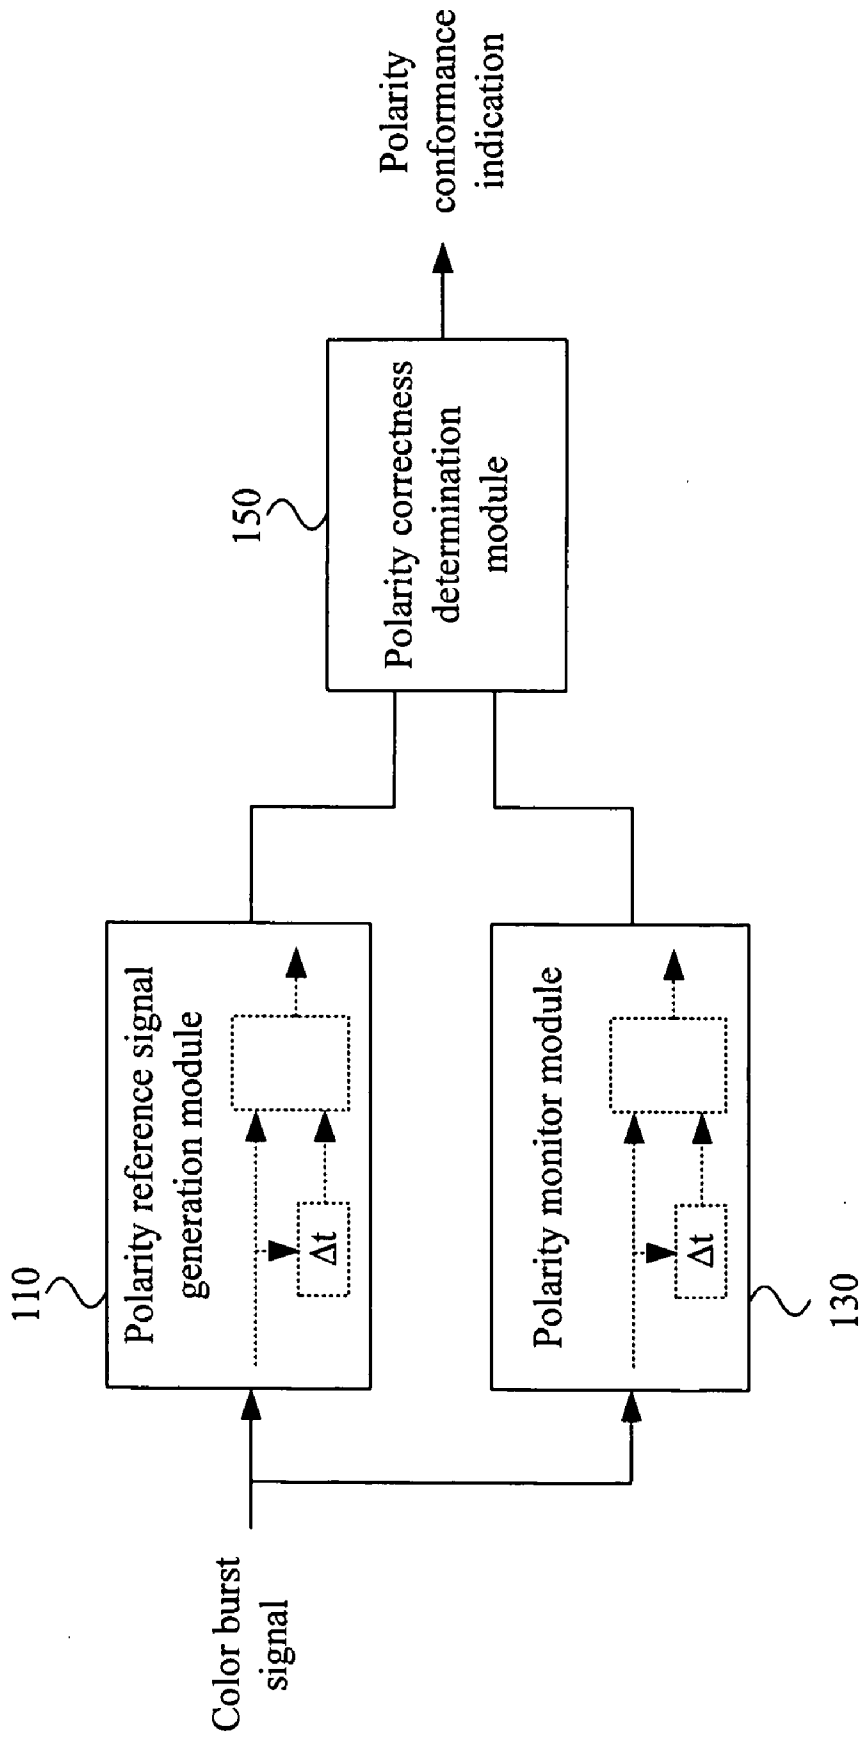 Color burst
signal
110
Polarity reference signal
generation module
Δt
Polarity monitor module
Δt
130
150
Polarity correctness
determination
module
Polarity
conformance
indication